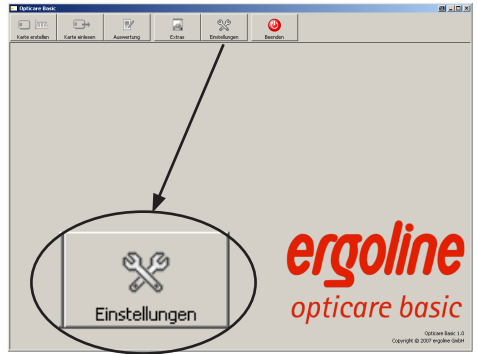 Opticare Basic
Karte erstellen Karte einlesen Auswertung Extras Einstellungen Beenden
Einstellungen
ergoline
opticare basic
Opticare Basic 1.0
Copyright © 2007 ergoline GmbH